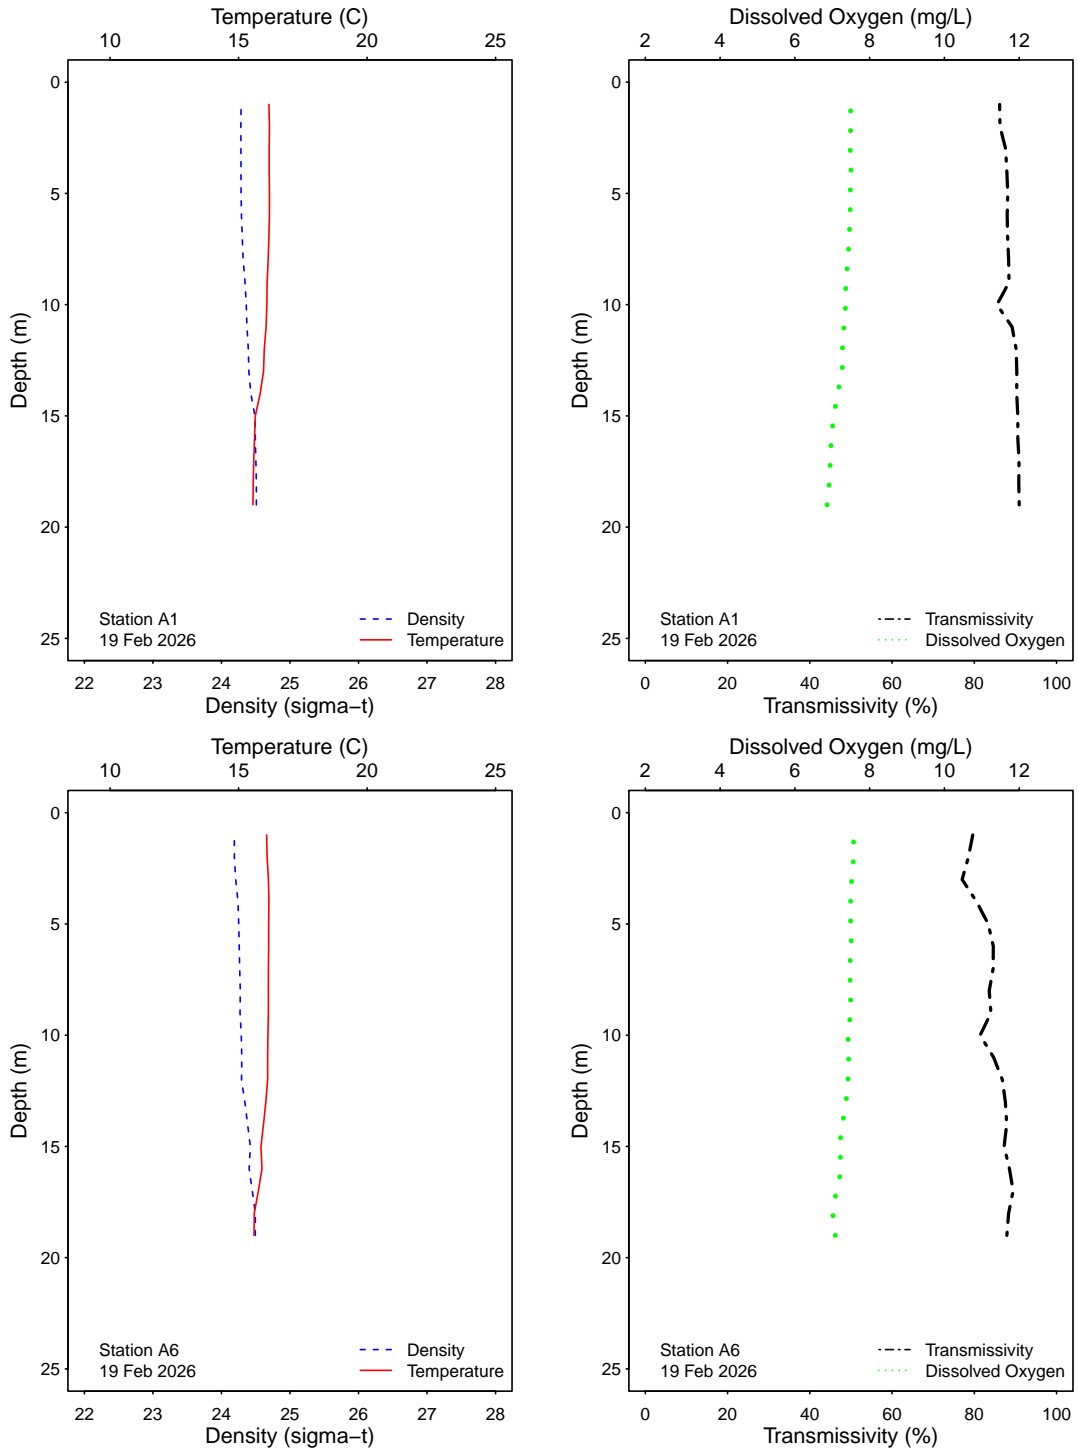 Temperature (C)
10 15 20 25
0
5
10
15
20
25
Depth (m)
Station A1
19 Feb 2026
Density
Temperature
22 23 24 25 26 27 28
Density (sigma−t)
Dissolved Oxygen (mg/L)
2 4 6 8 10 12
0
5
10
15
20
25
Depth (m)
Station A1
19 Feb 2026
Transmissivity
Dissolved Oxygen
0 20 40 60 80 100
Transmissivity (%)
Temperature (C)
10 15 20 25
0
5
10
15
20
25
Depth (m)
Station A6
19 Feb 2026
Density
Temperature
22 23 24 25 26 27 28
Density (sigma−t)
Dissolved Oxygen (mg/L)
2 4 6 8 10 12
0
5
10
15
20
25
Depth (m)
Station A6
19 Feb 2026
Transmissivity
Dissolved Oxygen
0 20 40 60 80 100
Transmissivity (%)